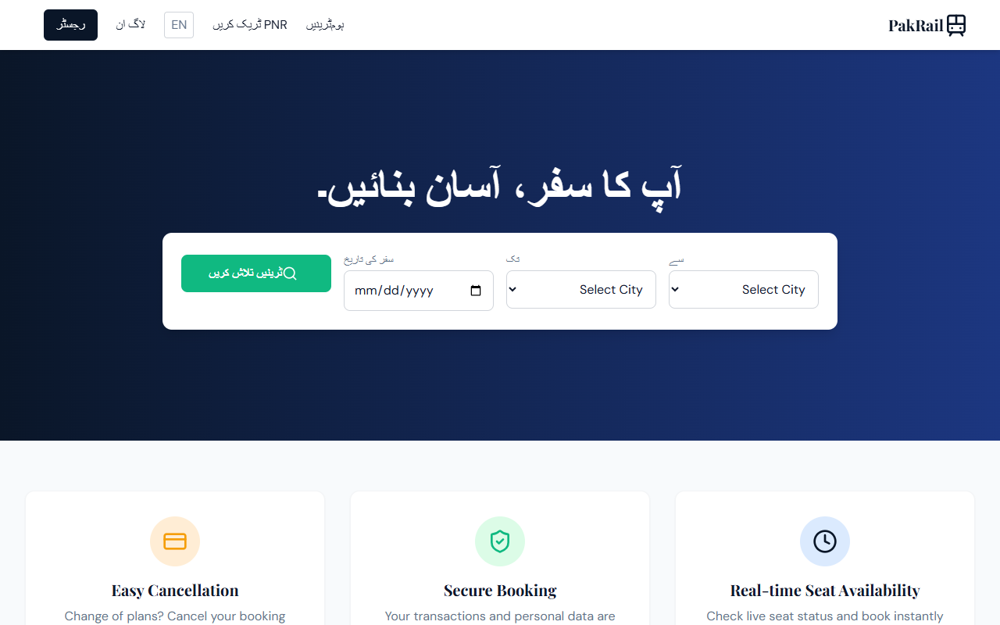 PakRail
ہوم ٹرینیں PNR ٹریک کریں EN لاگ ان رجسٹر
آپ کا سفر، آسان بنائیں۔
سے
Select City
تک
Select City
سفر کی تاریخ
mm/dd/yyyy
ٹرینیں تلاش کریں
Real-time Seat Availability
Check live seat status and book instantly
Secure Booking
Your transactions and personal data are
Easy Cancellation
Change of plans? Cancel your booking